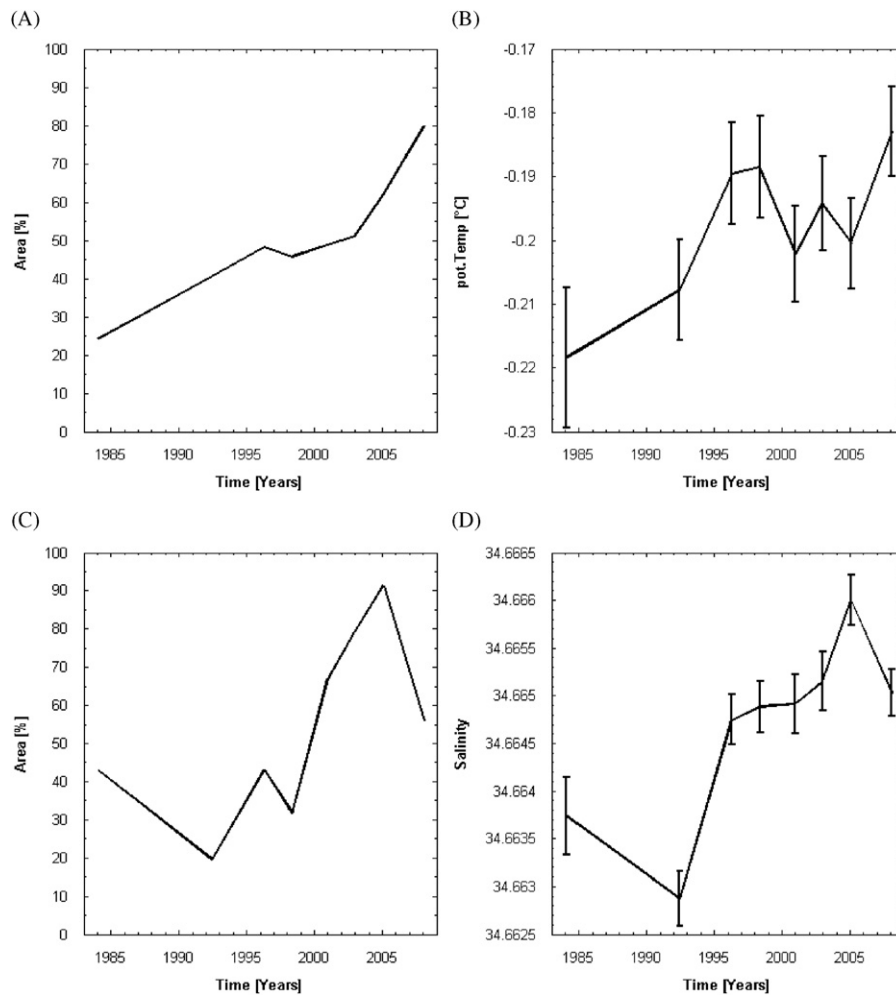 (A)
100
90
80
70
60
50
40
30
20
10
0
Area [%]
1985 1990 1995 2000 2005
Time [Years]
(B)
-0.17
-0.18
-0.19
-0.2
-0.21
-0.22
-0.23
pot.Temp [°C]
1985 1990 1995 2000 2005
Time [Years]
(C)
100
90
80
70
60
50
40
30
20
10
0
Area [%]
1985 1990 1995 2000 2005
Time [Years]
(D)
34.6665
34.666
34.6655
34.665
34.6645
34.664
34.6635
34.663
34.6625
Salinity
1985 1990 1995 2000 2005
Time [Years]